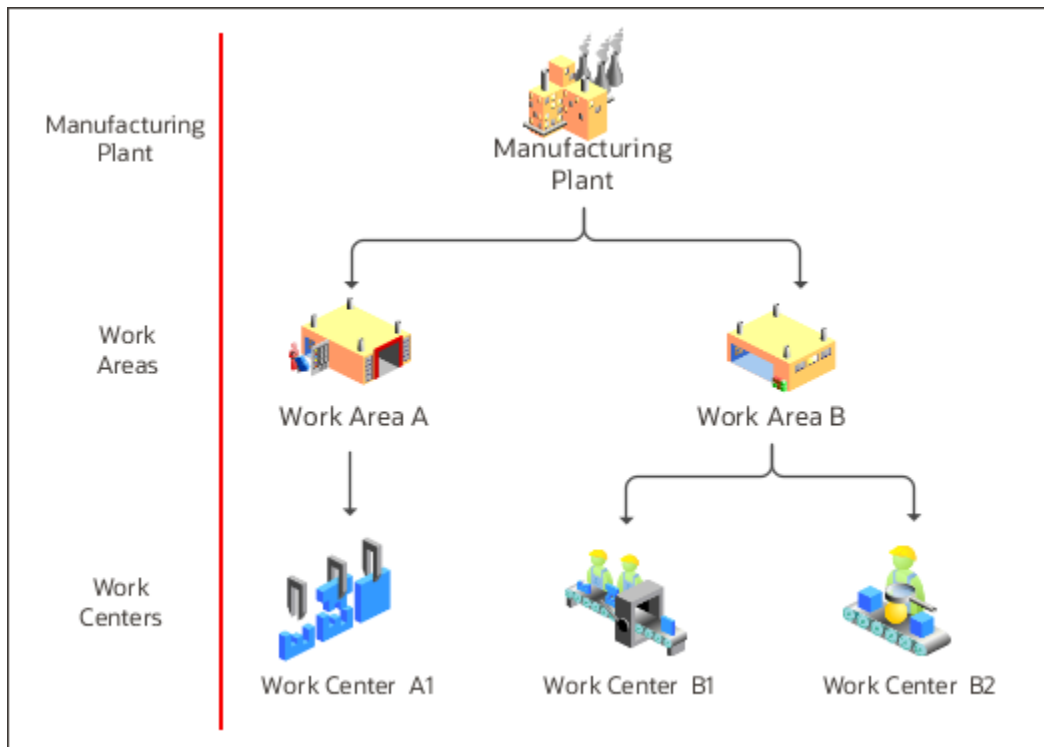 Manufacturing
Plant
Manufacturing
Plant
Work
Areas
Work Area A
Work Area B
Work
Centers
Work Center A1
Work Center B1
Work Center B2